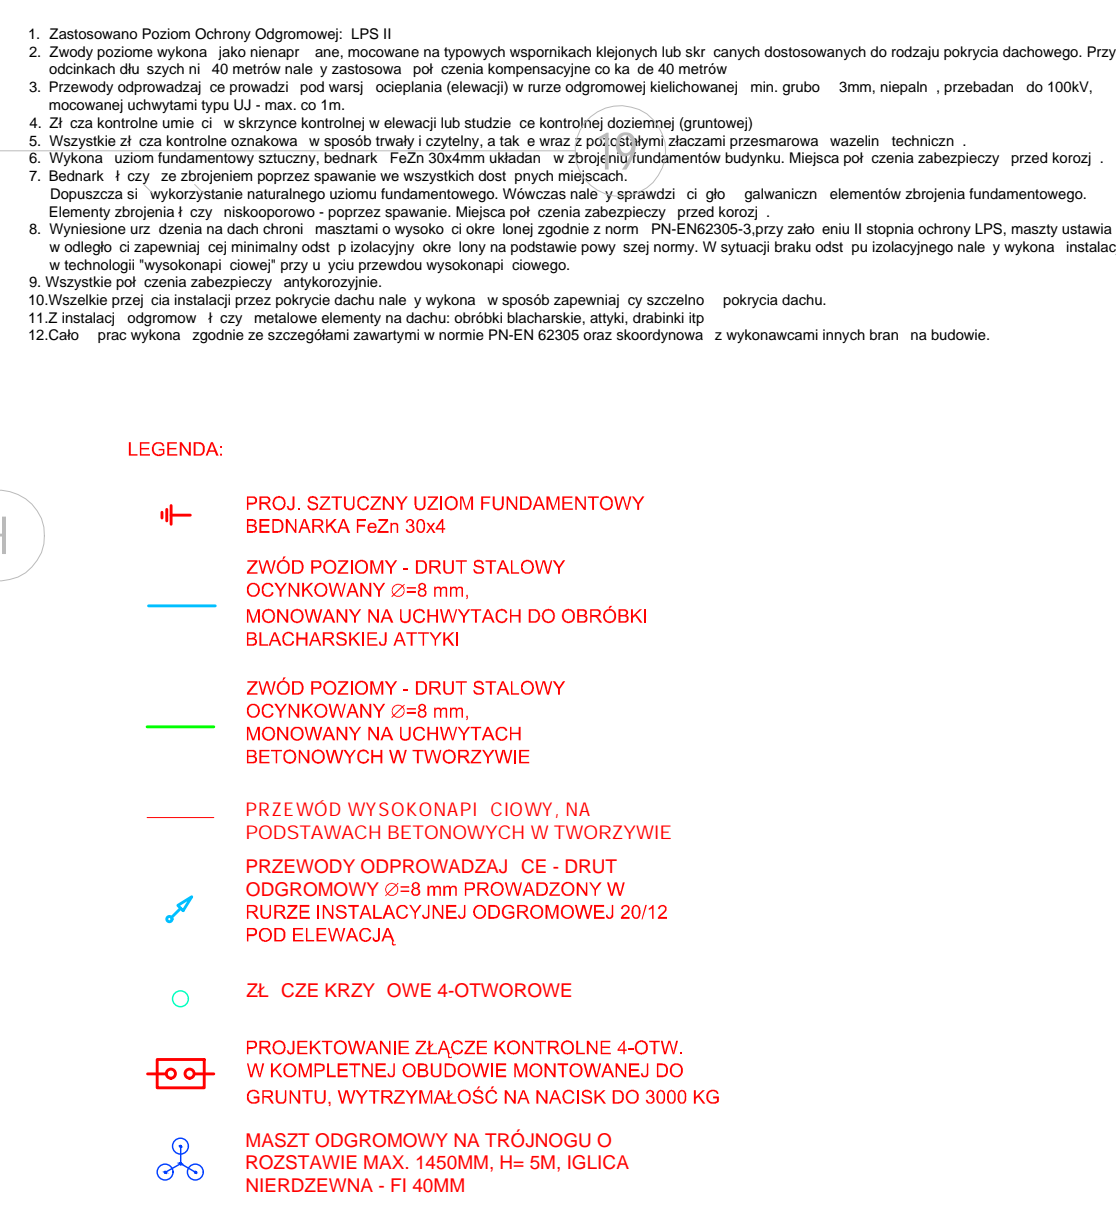 1. Zastosowano Poziom Ochrony Odgromowej: LPS II
2. Zwody poziome wykona jako nienapr ane, mocowane na typowych wspornikach klejonych lub skr canych dostosowanych do rodzaju pokrycia dachowego. Przy
odcinkach dłu szych ni 40 metrów nale y zastosowa poł czenia kompensacyjne co ka de 40 metrów
3. Przewody odprowadzaj ce prowadzi pod warsj ocieplania (elewacji) w rurze odgromowej kielichowanej min. grubo 3mm, niepaln , przebadan do 100kV,
mocowanej uchwytami typu UJ - max. co 1m.
4. Zł cza kontrolne umie ci w skrzynce kontrolnej w elewacji lub studzie ce kontrolnej doziemnej (gruntowej)
5. Wszystkie zł cza kontrolne oznakowa w sposób trwały i czytelny, a tak e wraz z pozostałymi złaczami przesmarowa wazelin techniczn .
19
6. Wykona uziom fundamentowy sztuczny, bednark FeZn 30x4mm układan w zbrojeniu fundamentów budynku. Miejsca poł czenia zabezpieczy przed korozj .
7. Bednark ł czy ze zbrojeniem poprzez spawanie we wszystkich dost pnych miejscach.
Dopuszcza si wykorzystanie naturalnego uziomu fundamentowego. Wówczas nale y sprawdzi ci gło galwaniczn elementów zbrojenia fundamentowego.
Elementy zbrojenia ł czy niskooporowo - poprzez spawanie. Miejsca poł czenia zabezpieczy przed korozj .
8. Wyniesione urz dzenia na dach chroni masztami o wysoko ci okre lonej zgodnie z norm PN-EN62305-3,przy zało eniu II stopnia ochrony LPS, maszty ustawia
w odległo ci zapewniaj cej minimalny odst p izolacyjny okre lony na podstawie powy szej normy. W sytuacji braku odst pu izolacyjnego nale y wykona instalac
w technologii "wysokonapi ciowej" przy u yciu przewdou wysokonapi ciowego.
9. Wszystkie poł czenia zabezpieczy antykorozyjnie.
10.Wszelkie przej cia instalacji przez pokrycie dachu nale y wykona w sposób zapewniaj cy szczelno pokrycia dachu.
11.Z instalacj odgromow ł czy metalowe elementy na dachu: obróbki blacharskie, attyki, drabinki itp
12.Cało prac wykona zgodnie ze szczegółami zawartymi w normie PN-EN 62305 oraz skoordynowa z wykonawcami innych bran na budowie.
LEGENDA:
PROJ. SZTUCZNY UZIOM FUNDAMENTOWY
BEDNARKA FeZn 30x4
ZWÓD POZIOMY - DRUT STALOWY
OCYNKOWANY ∅=8 mm,
MONOWANY NA UCHWYTACH DO OBRÓBKI
BLACHARSKIEJ ATTYKI
ZWÓD POZIOMY - DRUT STALOWY
OCYNKOWANY ∅=8 mm,
MONOWANY NA UCHWYTACH
BETONOWYCH W TWORZYWIE
PRZEWÓD WYSOKONAPI CIOWY, NA
PODSTAWACH BETONOWYCH W TWORZYWIE
PRZEWODY ODPROWADZAJ CE - DRUT
ODGROMOWY ∅=8 mm PROWADZONY W
RURZE INSTALACYJNEJ ODGROMOWEJ 20/12
POD ELEWACJĄ
ZŁ CZE KRZY OWE 4-OTWOROWE
PROJEKTOWANIE ZŁĄCZE KONTROLNE 4-OTW.
W KOMPLETNEJ OBUDOWIE MONTOWANEJ DO
GRUNTU, WYTRZYMAŁOŚĆ NA NACISK DO 3000 KG
MASZT ODGROMOWY NA TRÓJNOGU O
ROZSTAWIE MAX. 1450MM, H= 5M, IGLICA
NIERDZEWNA - FI 40MM